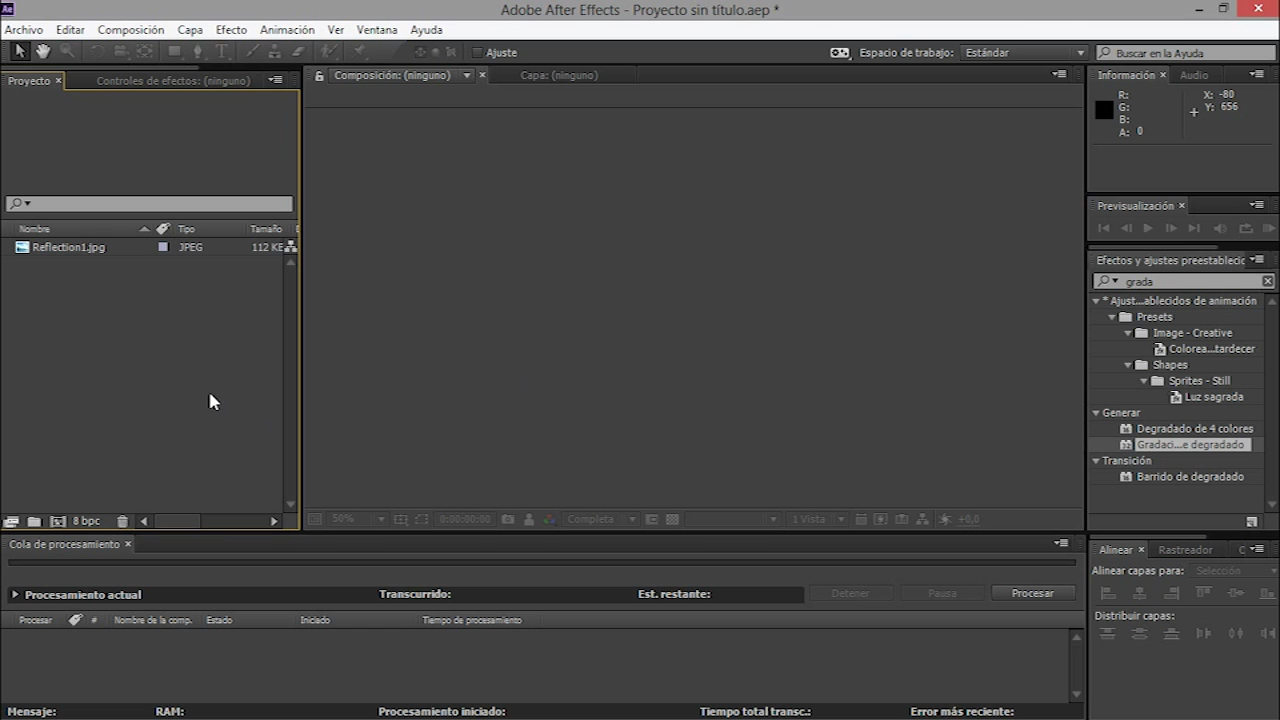 Ae
Adobe After Effects - Proyecto sin título.aep *
Archivo Editar Composición Capa Efecto Animación Ver Ventana Ayuda
Ajuste
Espacio de trabajo: Estándar
Buscar en la Ayuda
Proyecto
Controles de efectos: (ninguno)
Composición: (ninguno)
Capa: (ninguno)
Información
Audio
R:
G:
B:
A: 0
X: -80
Y: 656
Nombre
Tipo
Tamaño
Reflection1.jpg
JPEG
112 KE
8 bpc
50%
0:00:00:00
Completa
1 Vista
+0,0
Previsualización
Efectos y ajustes preestablecic
grada
* Ajust...ablecidos de animación
Presets
Image - Creative
Colorea...tardecer
Shapes
Sprites - Still
Luz sagrada
Generar
Degradado de 4 colores
Gradaci...e degradado
Transición
Barrido de degradado
Cola de procesamiento
Procesamiento actual
Transcurrido:
Est. restante:
Detener
Pausa
Procesar
Procesar
#
Nombre de la comp.
Estado
Iniciado
Tiempo de procesamiento
Mensaje:
RAM:
Procesamiento iniciado:
Tiempo total transc.:
Error más reciente:
Alinear
Rastreador
Alinear capas para: Selección
Distribuir capas: